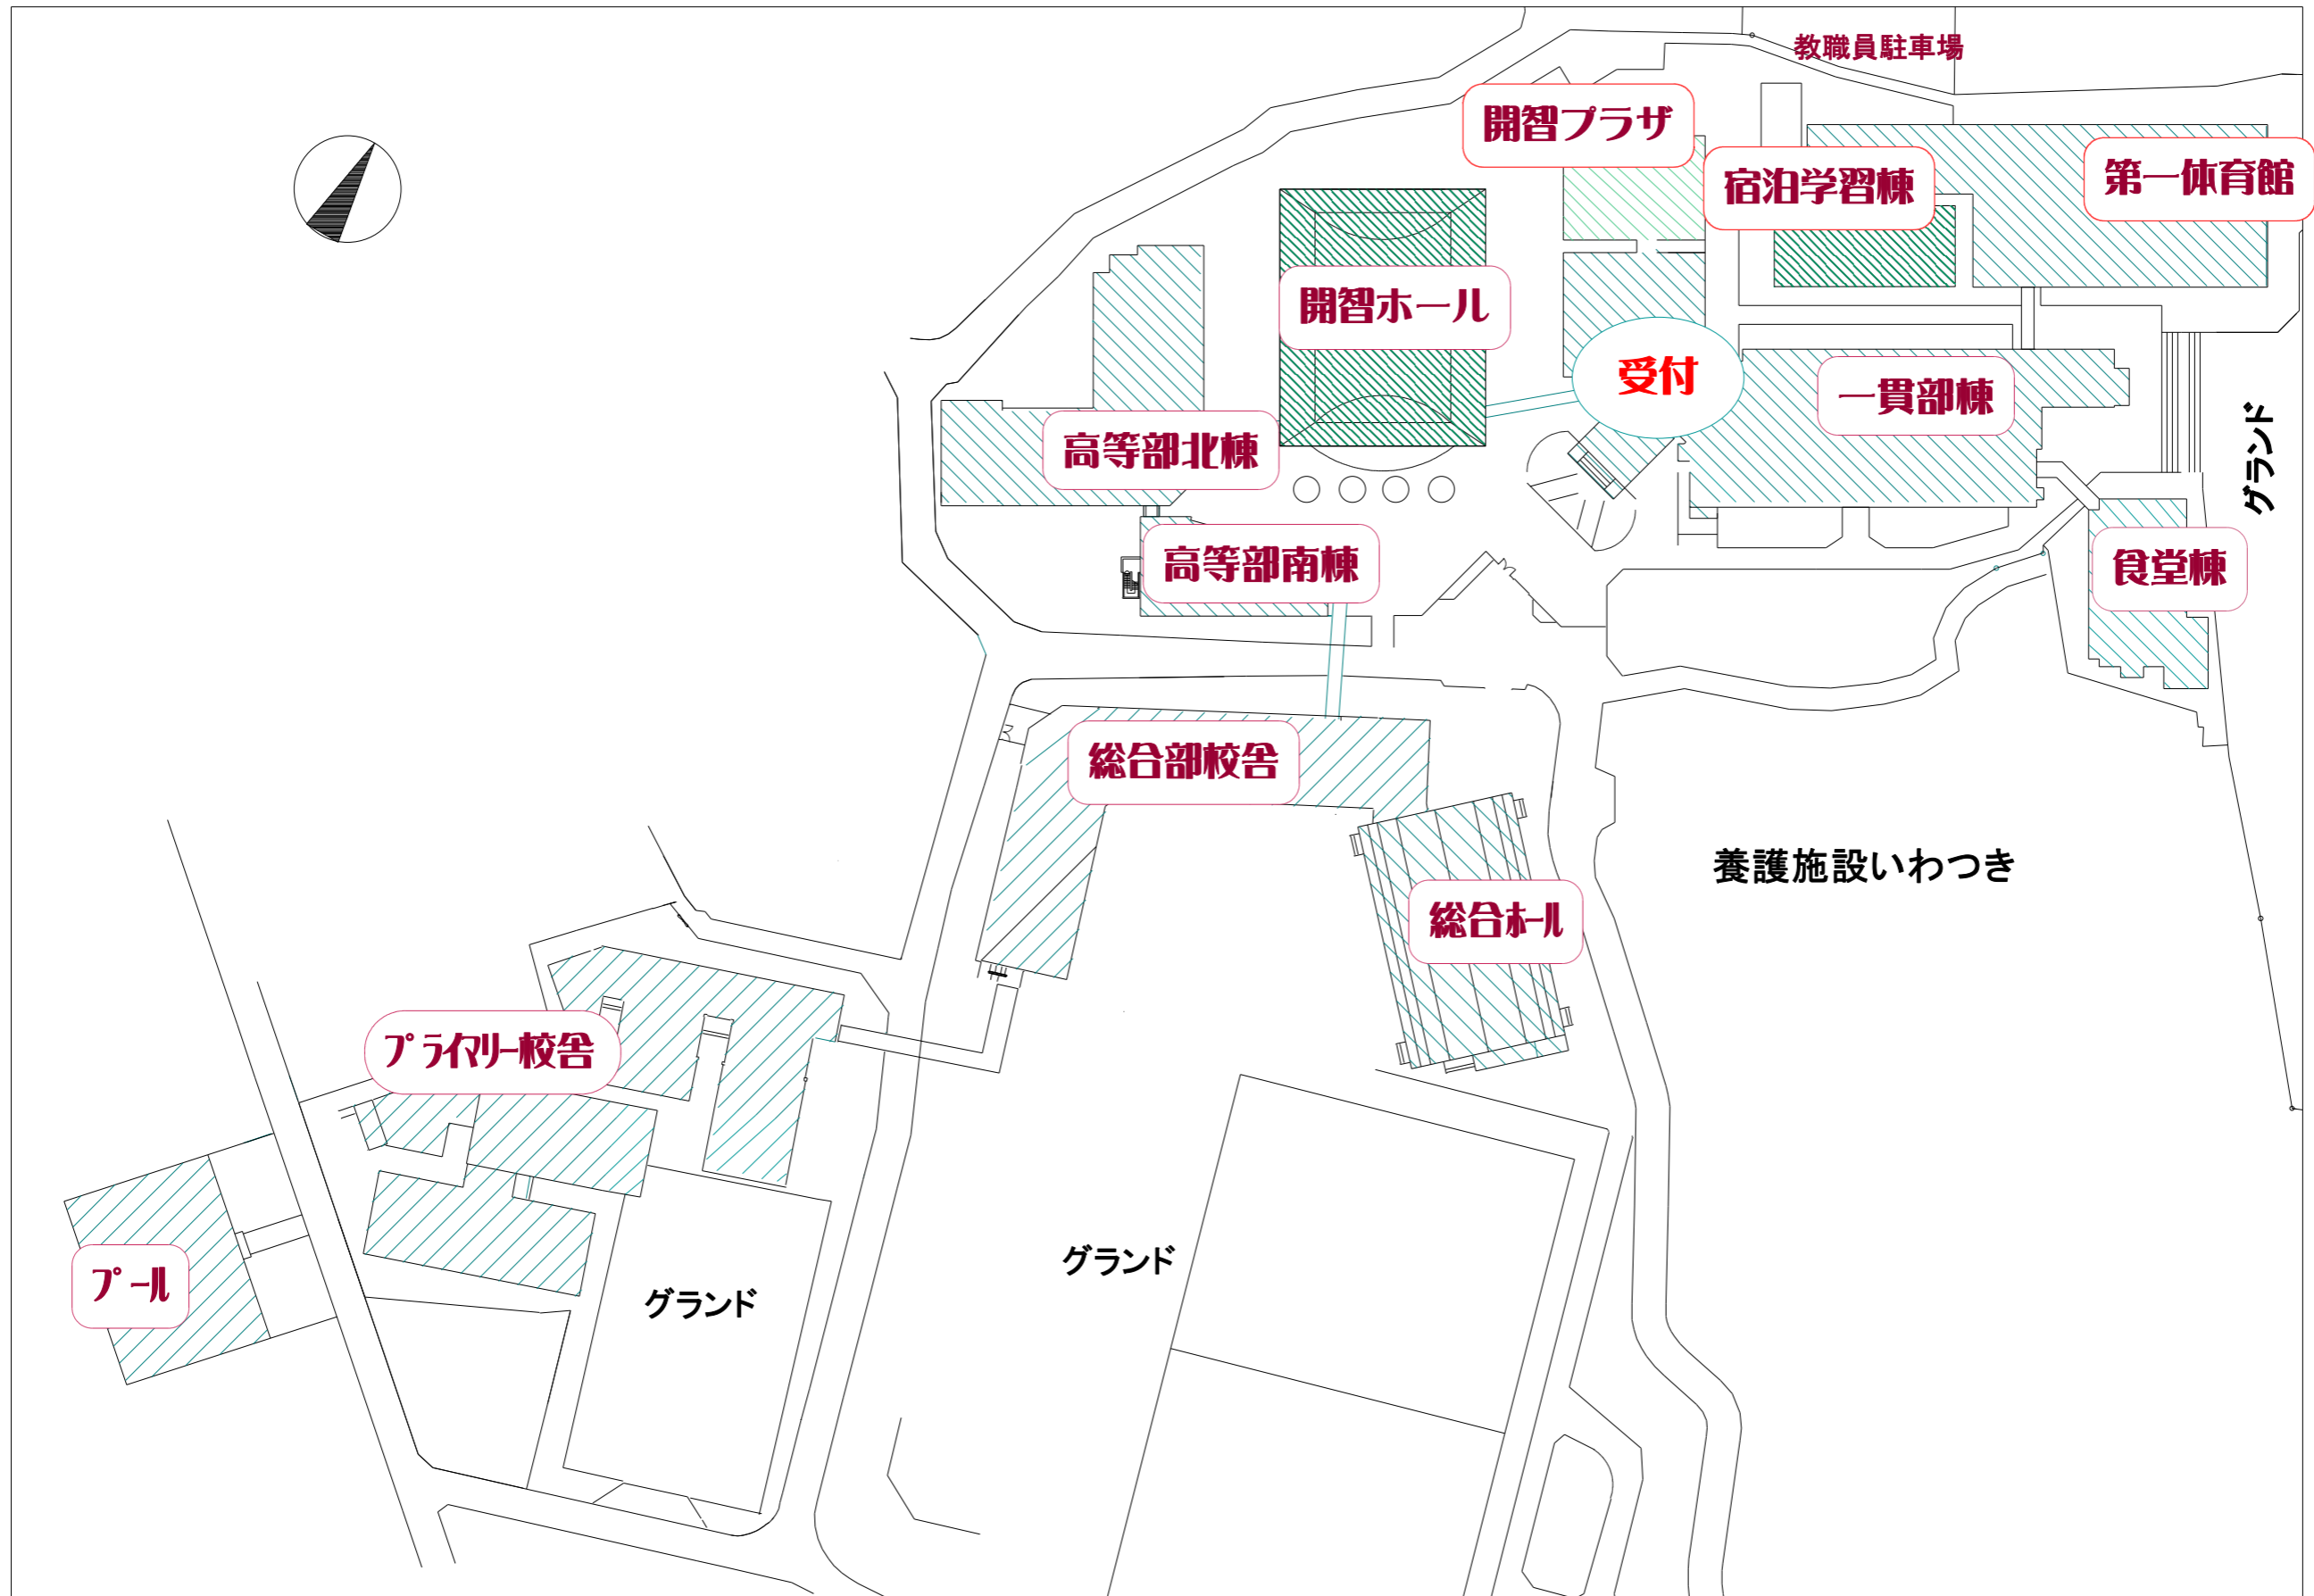 教職員駐車場
開智プラザ
宿泊学習棟
第一体育館
開智ホール
受付
一貫部棟
グランド
高等部北棟
高等部南棟
食堂棟
総合部校舎
養護施設いわつき
総合ホール
プライマリー校舎
プール
グランド
グランド